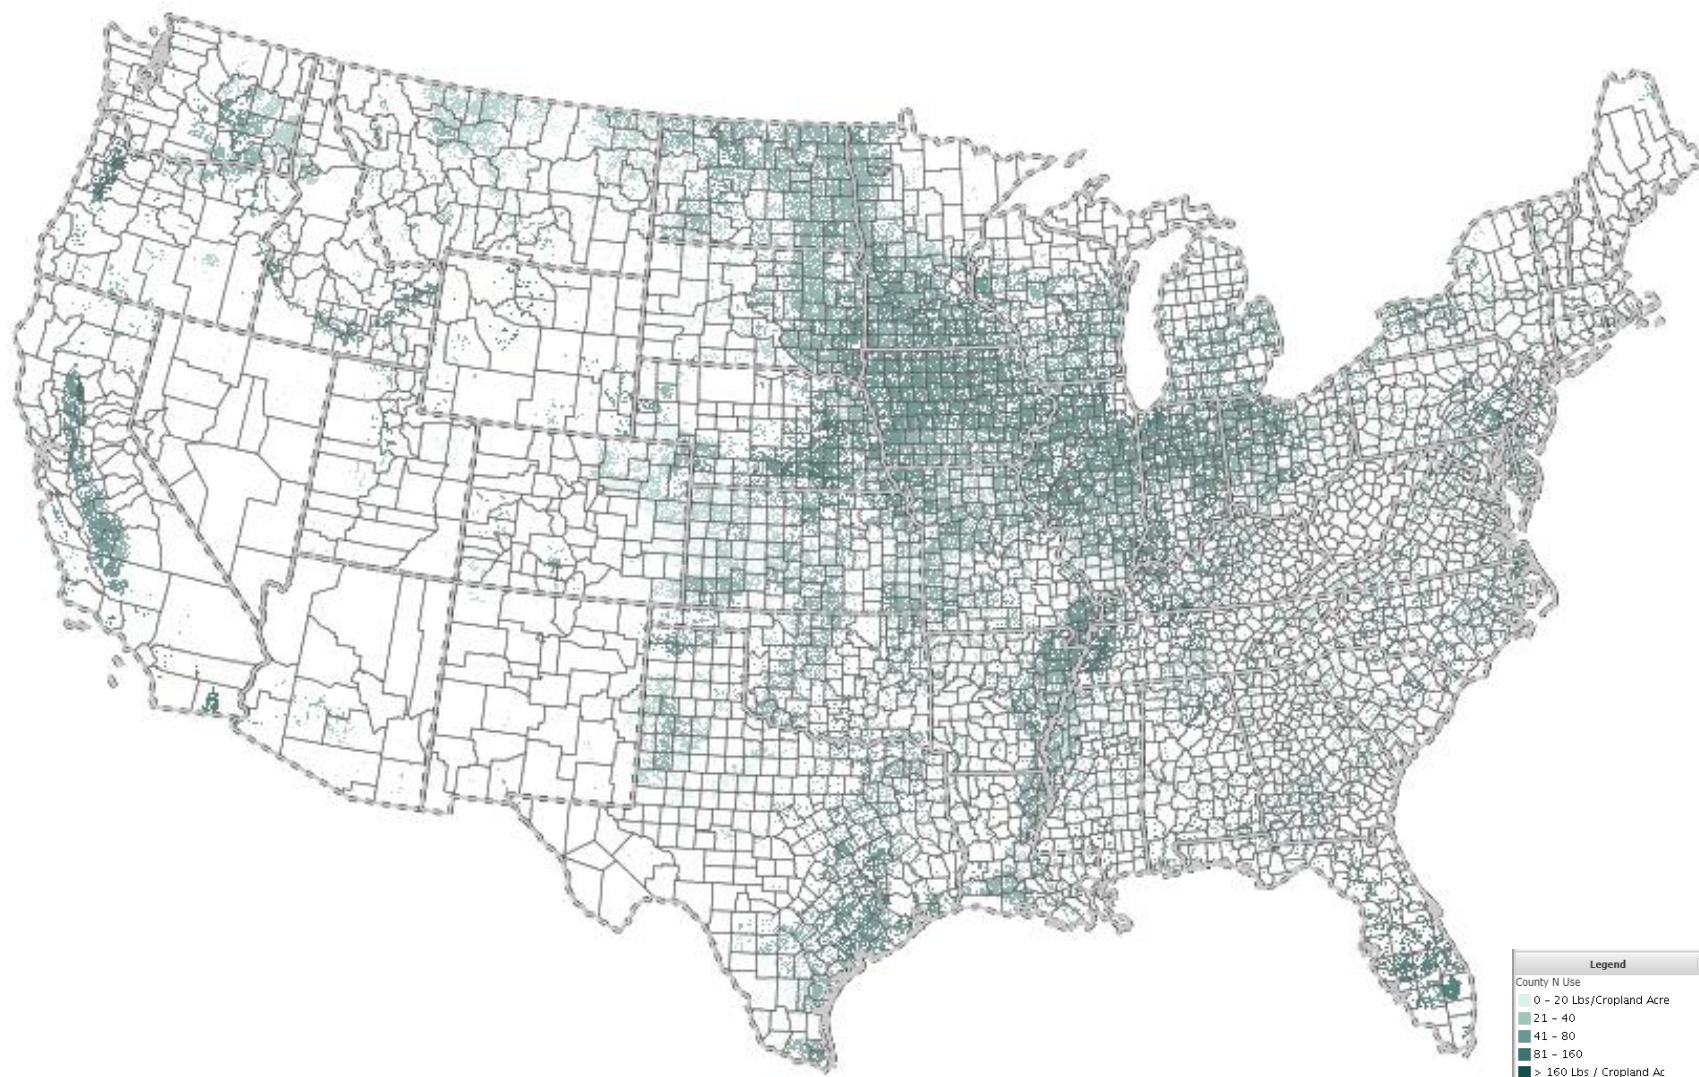 Legend
County N Use
0 - 20 Lbs/Cropland Acre
21 - 40
41 - 80
81 - 160
> 160 Lbs / Cropland Ac